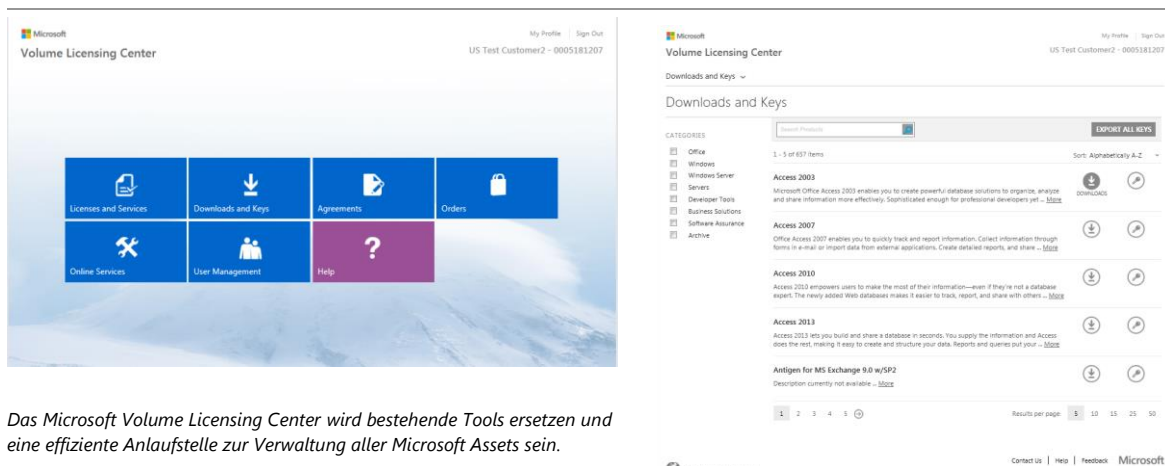 Microsoft
My Profile | Sign Out
Volume Licensing Center
US Test Customer2 - 0005181207
Licenses and Services
Downloads and Keys
Agreements
Orders
Online Services
User Management
Help
Das Microsoft Volume Licensing Center wird bestehende Tools ersetzen und
eine effiziente Anlaufstelle zur Verwaltung aller Microsoft Assets sein.
Microsoft
My Profile | Sign Out
Volume Licensing Center
US Test Customer2 - 0005181207
Downloads and Keys
Downloads and Keys
CATEGORIES
Office
Windows
Windows Server
Servers
Developer Tools
Business Solutions
Software Assurance
Archive
Search Products
EXPORT ALL KEYS
1 - 5 of 657 items
Sort: Alphabetically A-Z
Access 2003
Microsoft Office Access 2003 enables you to create powerful database solutions to organize, analyze
and share information more effectively. Sophisticated enough for professional developers yet ... More
DOWNLOADS
Access 2007
Office Access 2007 enables you to quickly track and report information. Collect information through
forms in e-mail or import data from external applications. Create detailed reports, and share ... More
Access 2010
Access 2010 empowers users to make the most of their information—even if they're not a database
expert. The newly added Web databases makes it easier to track, report, and share with others ... More
Access 2013
Access 2013 lets you build and share a database in seconds. You supply the information and Access
does the rest, making it easy to create and structure your data. Reports and queries put your ... More
Antigen for MS Exchange 9.0 w/SP2
Description currently not available ... More
1 2 3 4 5
Results per page: 5 10 15 25 50
Contact Us | Help | Feedback Microsoft